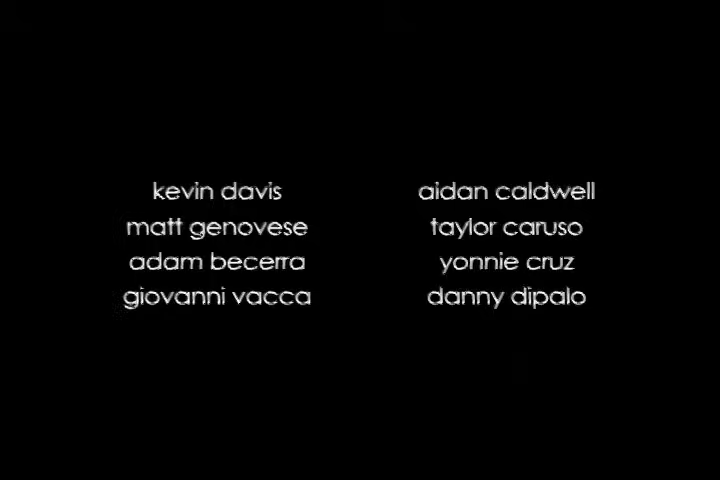 kevin davis
matt genovese
adam becerra
giovanni vacca
aidan caldwell
taylor caruso
yonnie cruz
danny dipalo